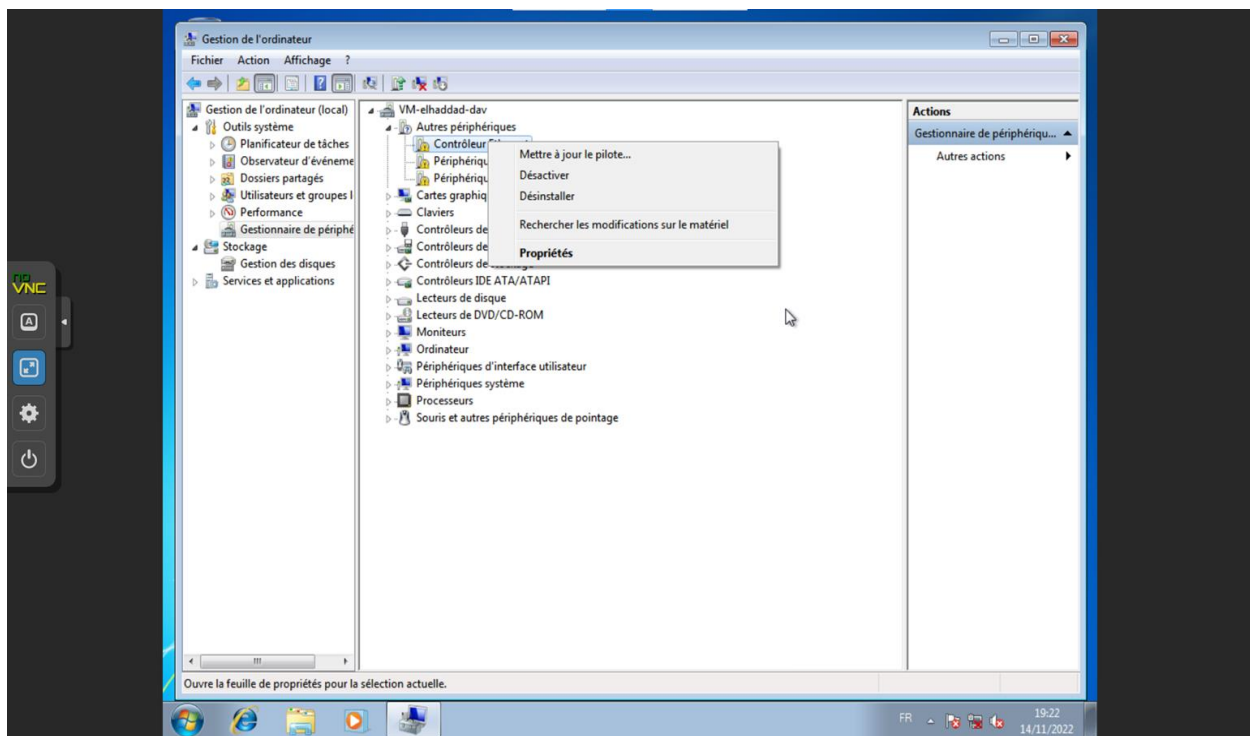 Gestion de l'ordinateur
Fichier Action Affichage ?
Gestion de l'ordinateur (local)
Outils système
Planificateur de tâches
Observateur d'événeme
Dossiers partagés
Utilisateurs et groupes l
Performance
Gestionnaire de périphé
Stockage
Gestion des disques
Services et applications
VM-elhaddad-dav
Autres périphériques
Contrôleur
Périphériqu
Périphériqu
Cartes graphiq
Claviers
Contrôleurs de
Contrôleurs de
Contrôleurs de
Contrôleurs IDE ATA/ATAPI
Lecteurs de disque
Lecteurs de DVD/CD-ROM
Moniteurs
Ordinateur
Périphériques d'interface utilisateur
Périphériques système
Processeurs
Souris et autres périphériques de pointage
Mettre à jour le pilote...
Désactiver
Désinstaller
Rechercher les modifications sur le matériel
Propriétés
Actions
Gestionnaire de périphériqu...
Autres actions
Ouvre la feuille de propriétés pour la sélection actuelle.
no
VNC
A
FR
19:22
14/11/2022